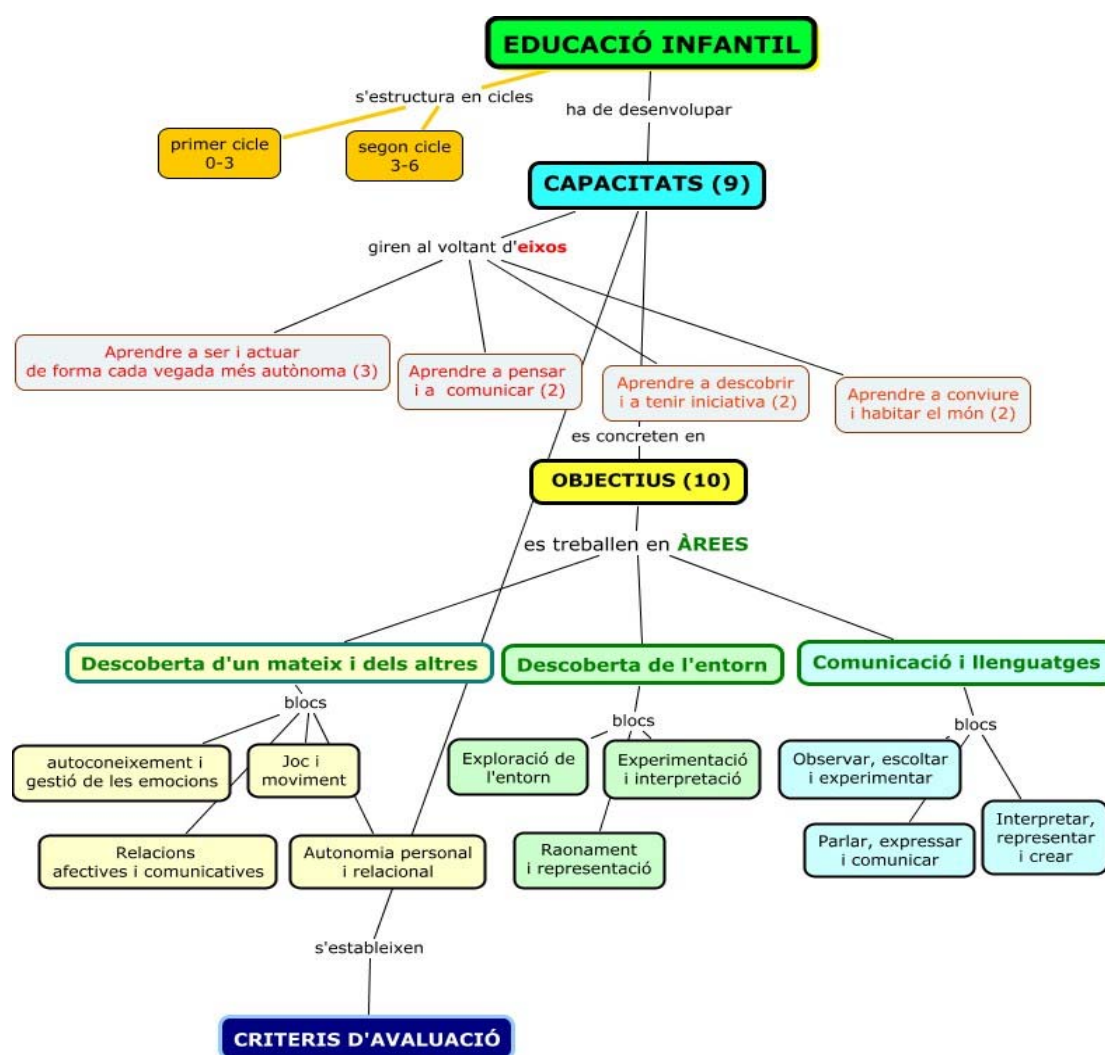 EDUCACIÓ INFANTIL
s'estructura en cicles
ha de desenvolupar
primer cicle
0-3
segon cicle
3-6
CAPACITATS (9)
giren al voltant d'eixos
Aprendre a ser i actuar
de forma cada vegada més autònoma (3)
Aprendre a pensar
i a comunicar (2)
Aprendre a descobrir
i a tenir iniciativa (2)
Aprendre a conviure
i habitar el món (2)
es concreten en
OBJECTIUS (10)
es treballen en ÀREES
Descoberta d'un mateix i dels altres
Descoberta de l'entorn
Comunicació i llenguatges
blocs
blocs
blocs
autoconeixement i
gestió de les emocions
Joc i
moviment
Exploració de
l'entorn
Experimentació
i interpretació
Observar, escoltar
i experimentar
Relacions
afectives i comunicatives
Autonomia personal
i relacional
Raonament
i representació
Parlar, expressar
i comunicar
Interpretar,
representar
i crear
s'estableixen
CRITERIS D'AVALUACIÓ